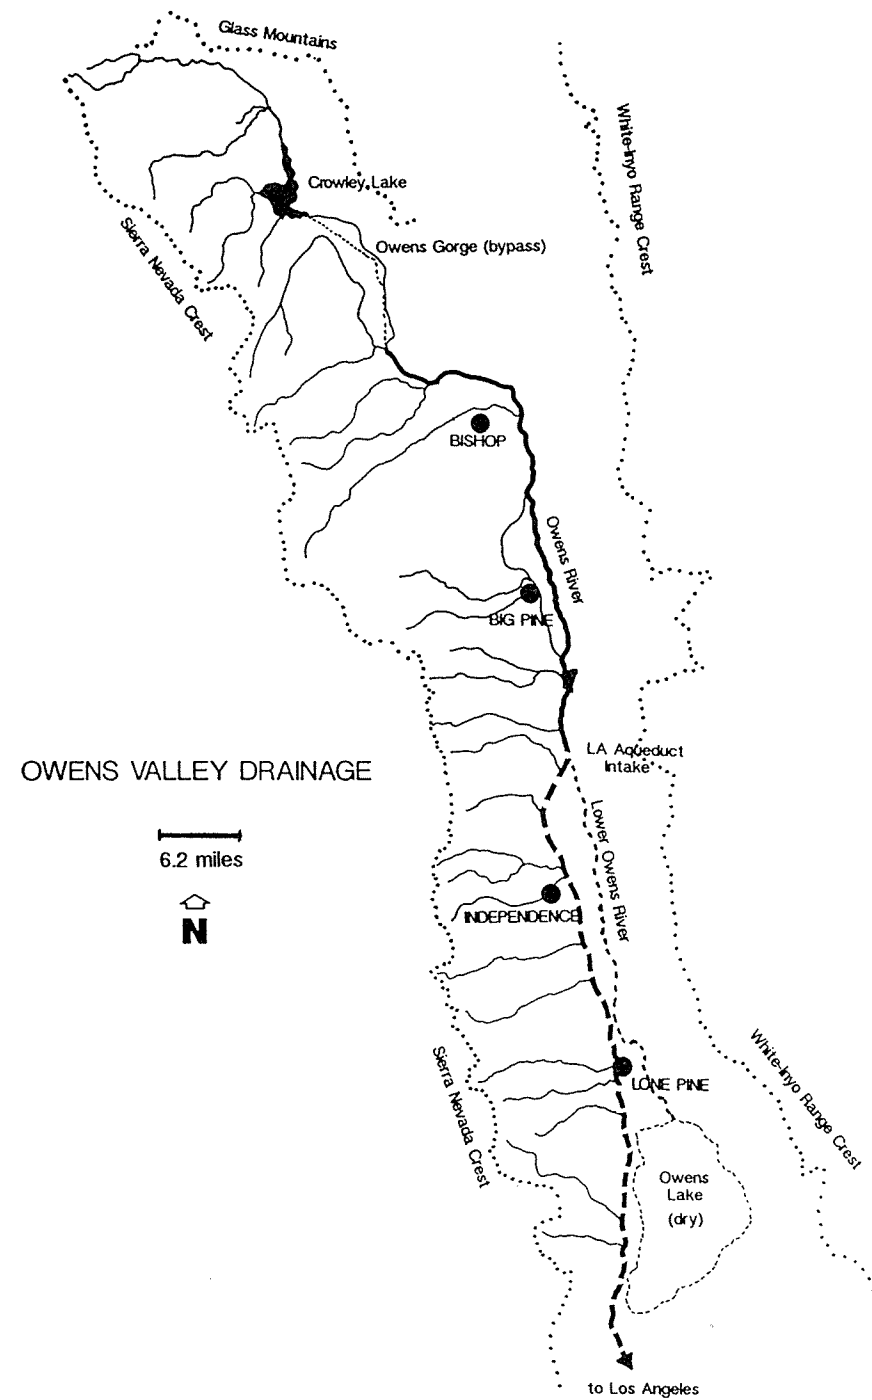 Glass Mountains
White-Inyo Range Crest
Crowley Lake
Sierra Nevada Crest
Owens Gorge (bypass)
BISHOP
Owens River
BIG PINE
LA Aqueduct
Intake
OWENS VALLEY DRAINAGE
Lower Owens River
6.2 miles
N
INDEPENDENCE
White-Inyo Range Crest
Sierra Nevada Crest
LONE PINE
Owens
Lake
(dry)
to Los Angeles